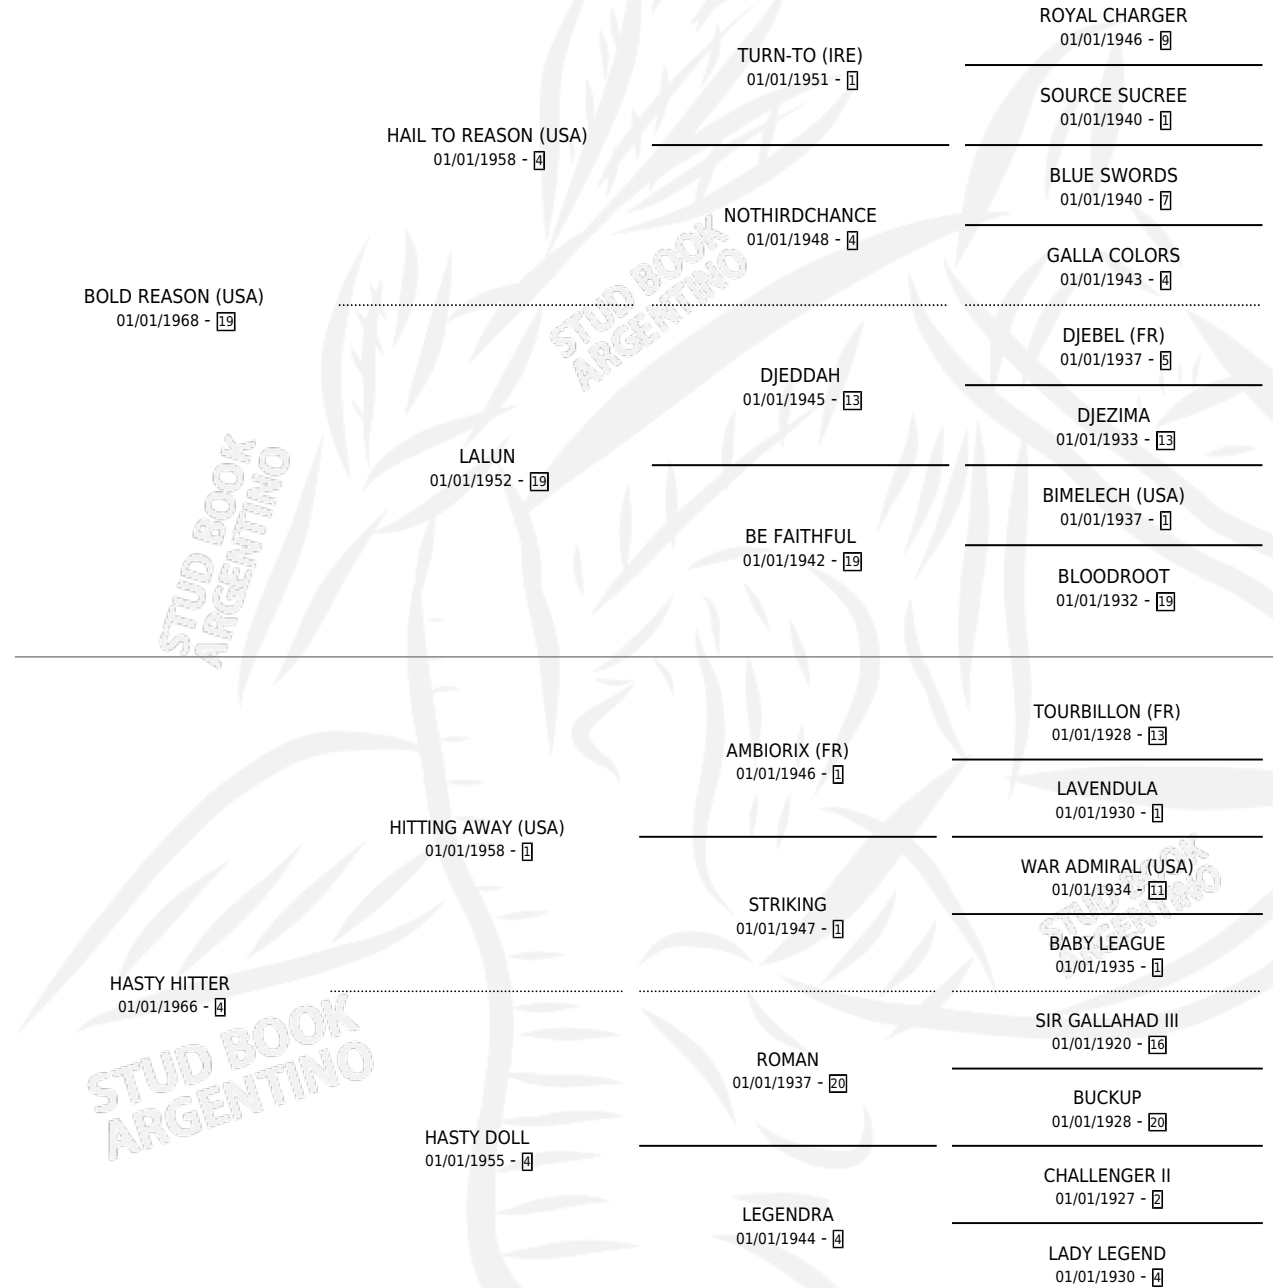 ROYAL CHARGER
01/01/1946 - 9
TURN-TO (IRE)
01/01/1951 - 1
SOURCE SUCREE
01/01/1940 - 1
HAIL TO REASON (USA)
01/01/1958 - 4
BLUE SWORDS
01/01/1940 - 7
NOTHIRDCHANCE
01/01/1948 - 4
GALLA COLORS
01/01/1943 - 4
BOLD REASON (USA)
01/01/1968 - 19
DJEBEL (FR)
01/01/1937 - 5
DJEDDAH
01/01/1945 - 13
DJEZIMA
01/01/1933 - 13
LALUN
01/01/1952 - 19
BIMELECH (USA)
01/01/1937 - 1
BE FAITHFUL
01/01/1942 - 19
BLOODROOT
01/01/1932 - 19
STUD BOOK
ARGENTINO
STUD BOOK
ARGENTINO
TOURBILLON (FR)
01/01/1928 - 13
AMBIORIX (FR)
01/01/1946 - 1
LAVENDULA
01/01/1930 - 1
HITTING AWAY (USA)
01/01/1958 - 1
WAR ADMIRAL (USA)
01/01/1934 - 11
STRIKING
01/01/1947 - 1
BABY LEAGUE
01/01/1935 - 1
STUD BOOK
ARGENTINO
HASTY HITTER
01/01/1966 - 4
SIR GALLAHAD III
01/01/1920 - 16
ROMAN
01/01/1937 - 20
BUCKUP
01/01/1928 - 20
STUD BOOK
ARGENTINO
HASTY DOLL
01/01/1955 - 4
CHALLENGER II
01/01/1927 - 2
LEGENDRA
01/01/1944 - 4
LADY LEGEND
01/01/1930 - 4